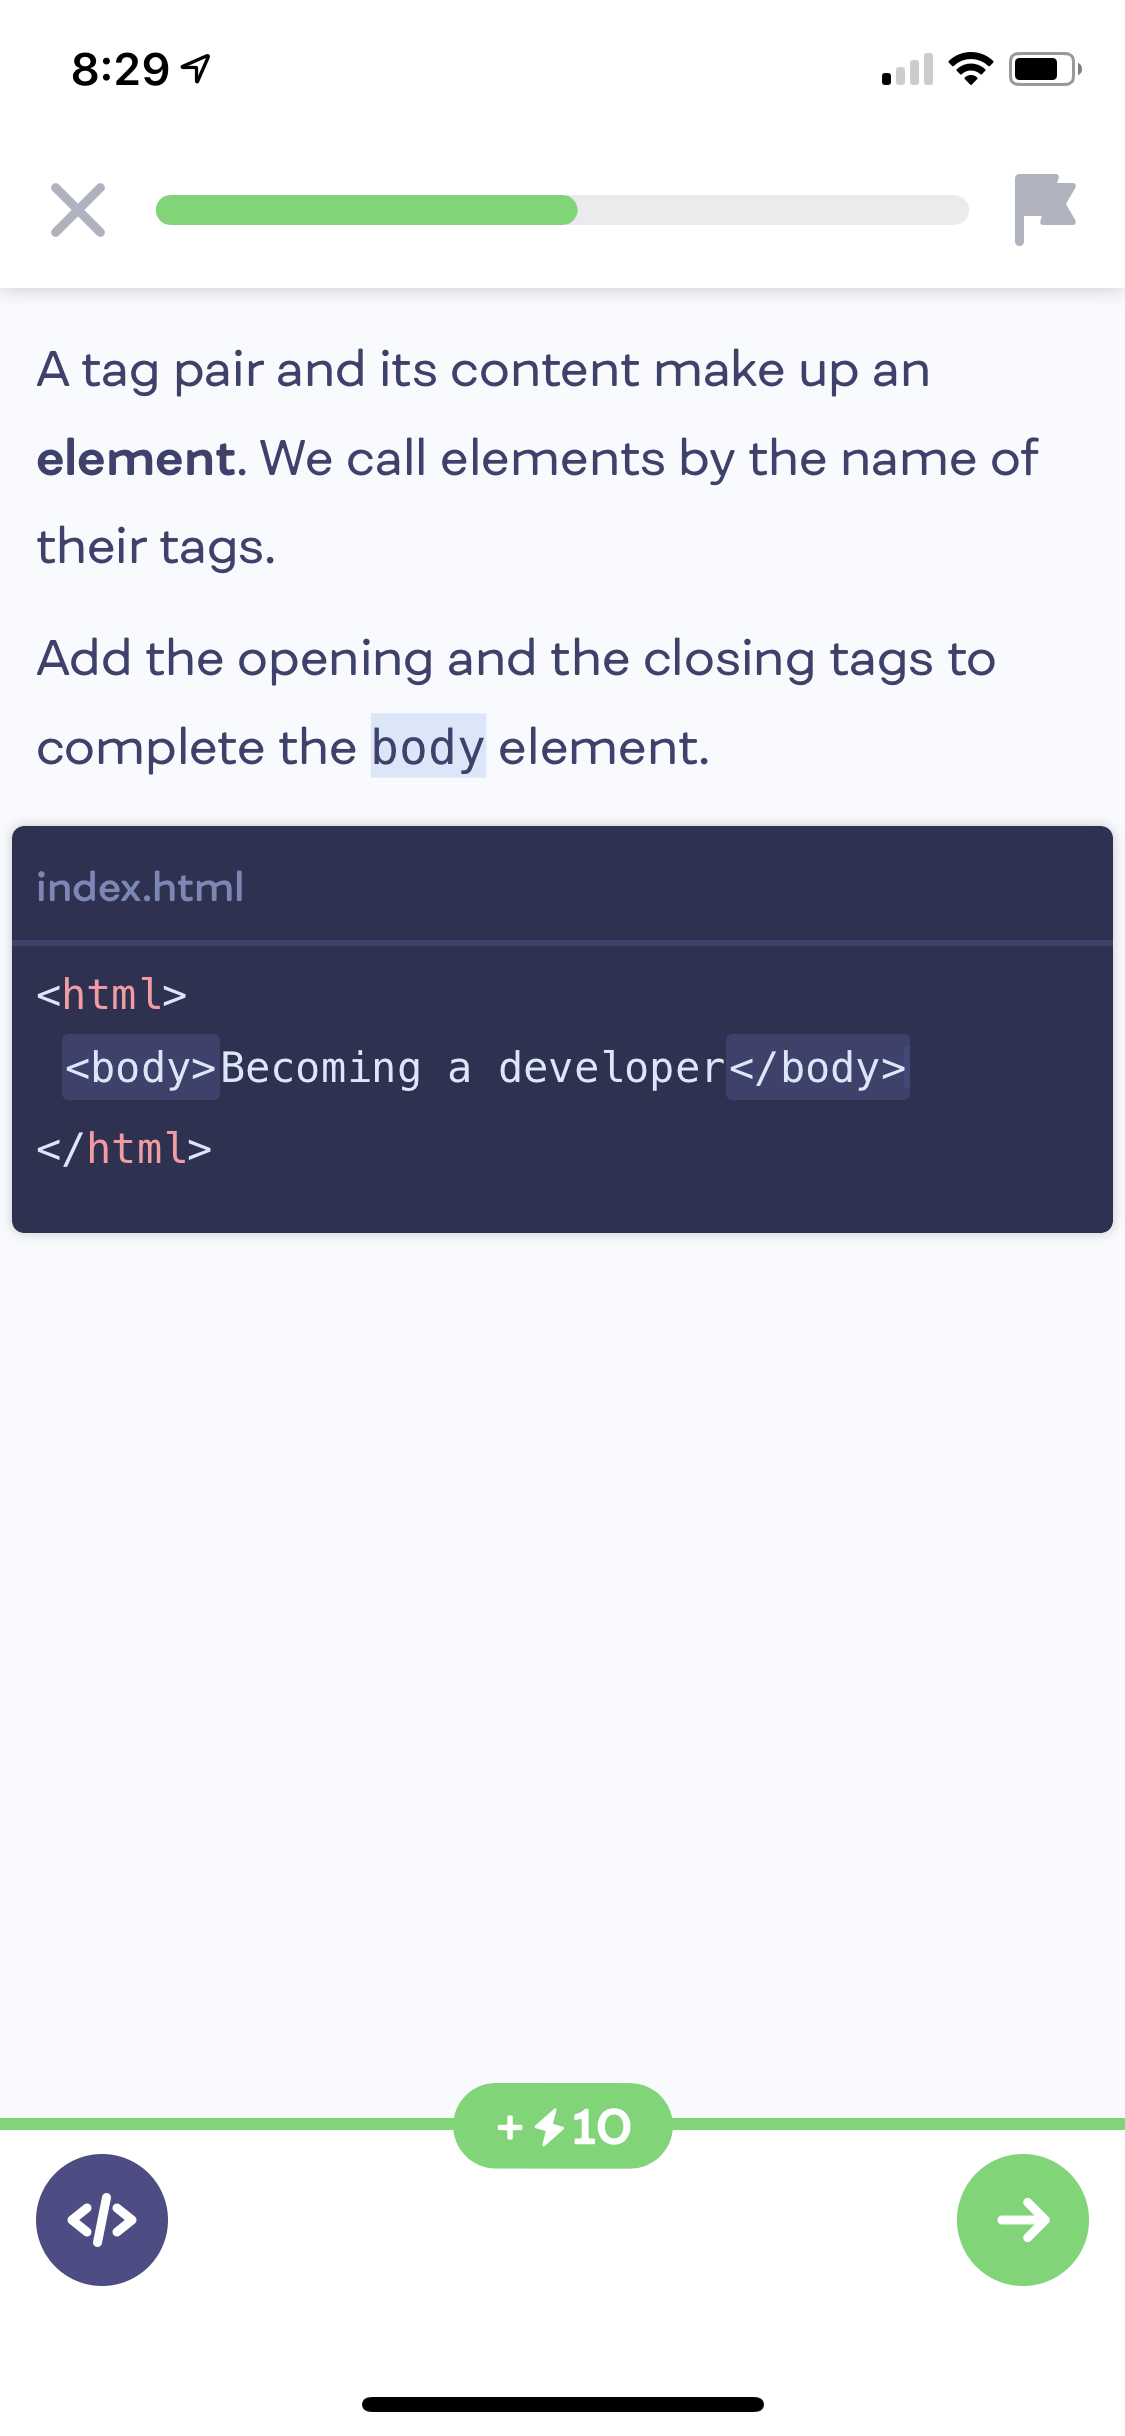 8:29
A tag pair and its content make up an
element. We call elements by the name of
their tags.
Add the opening and the closing tags to
complete the body element.
index.html
<html>
<body>Becoming a developer</body>
</html>
+ 10
</>